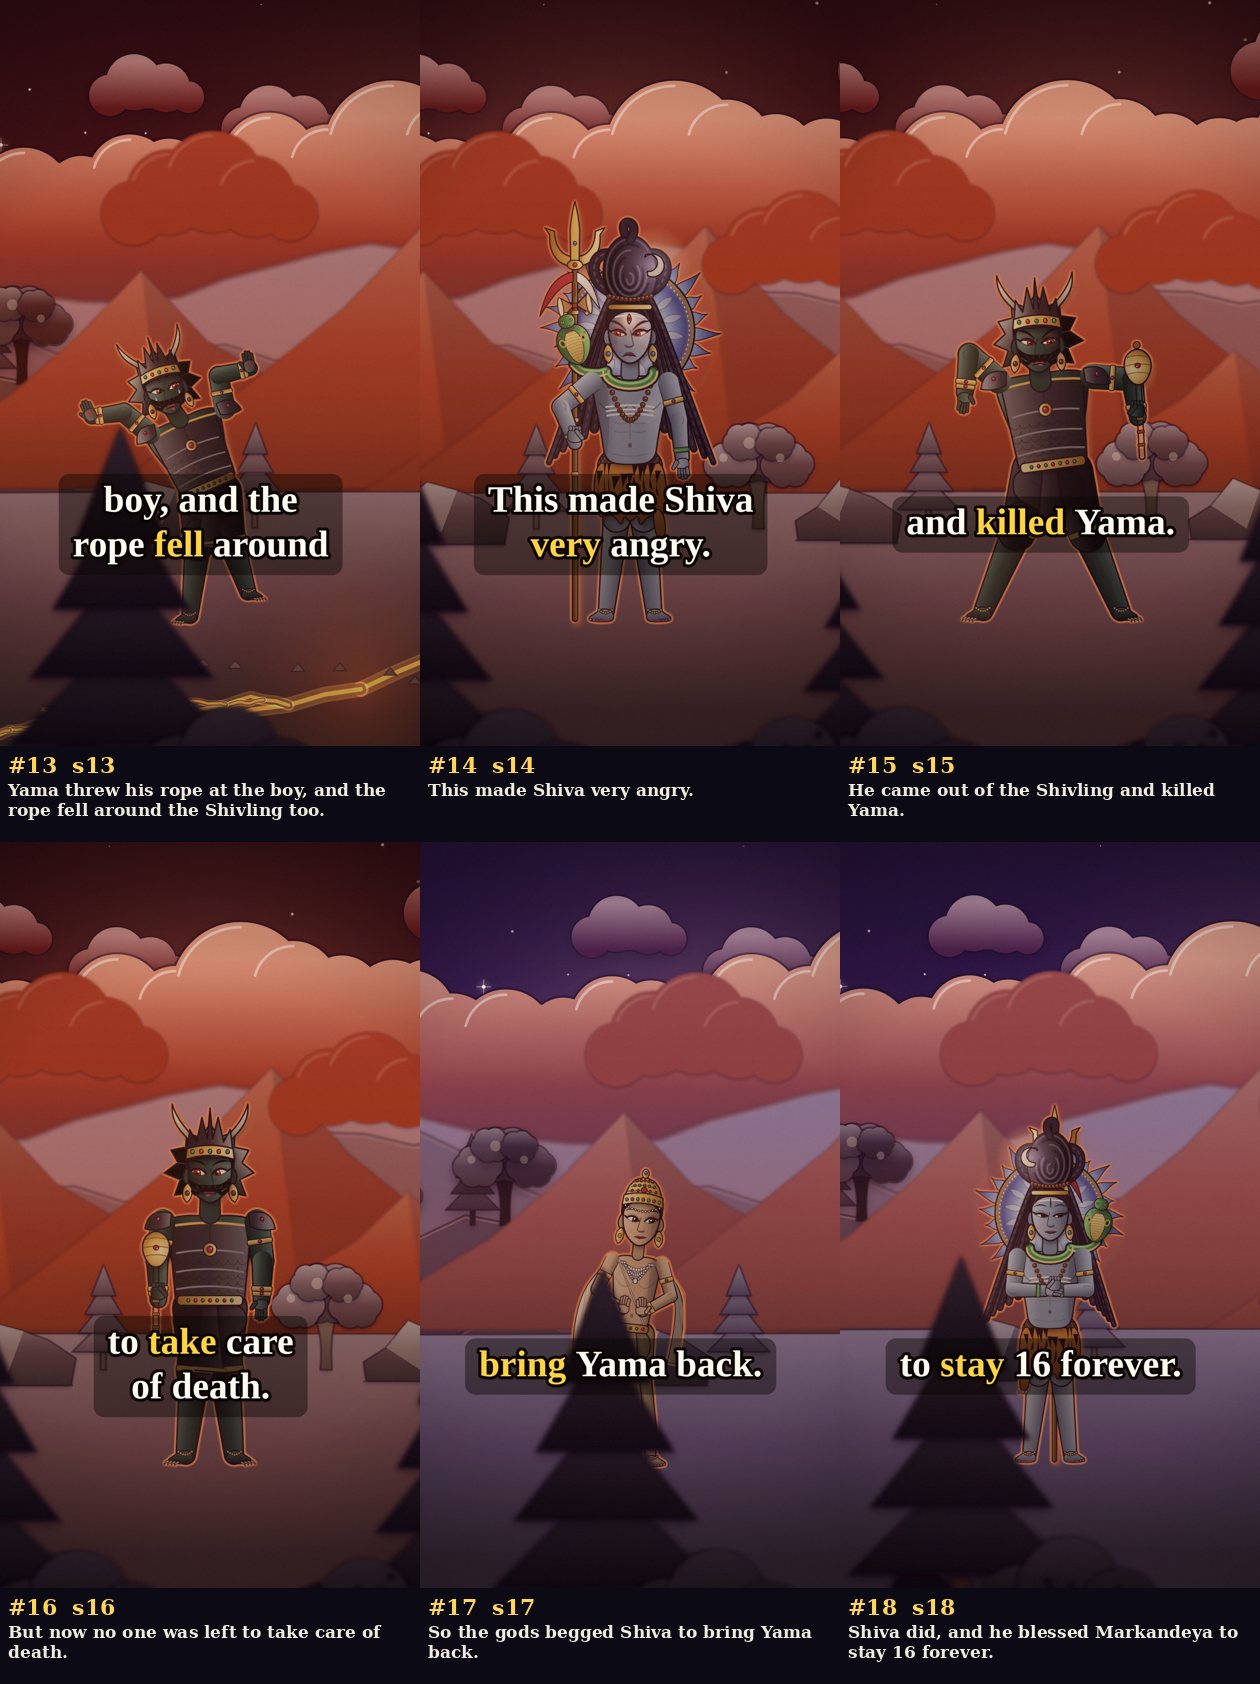 boy, and the
rope fell around
#13 s13
Yama threw his rope at the boy, and the
rope fell around the Shivling too.
This made Shiva
very angry.
#14 s14
This made Shiva very angry.
and killed Yama.
#15 s15
He came out of the Shivling and killed
Yama.
to take care
of death.
#16 s16
But now no one was left to take care of
death.
bring Yama back.
#17 s17
So the gods begged Shiva to bring Yama
back.
to stay 16 forever.
#18 s18
Shiva did, and he blessed Markandeya to
stay 16 forever.